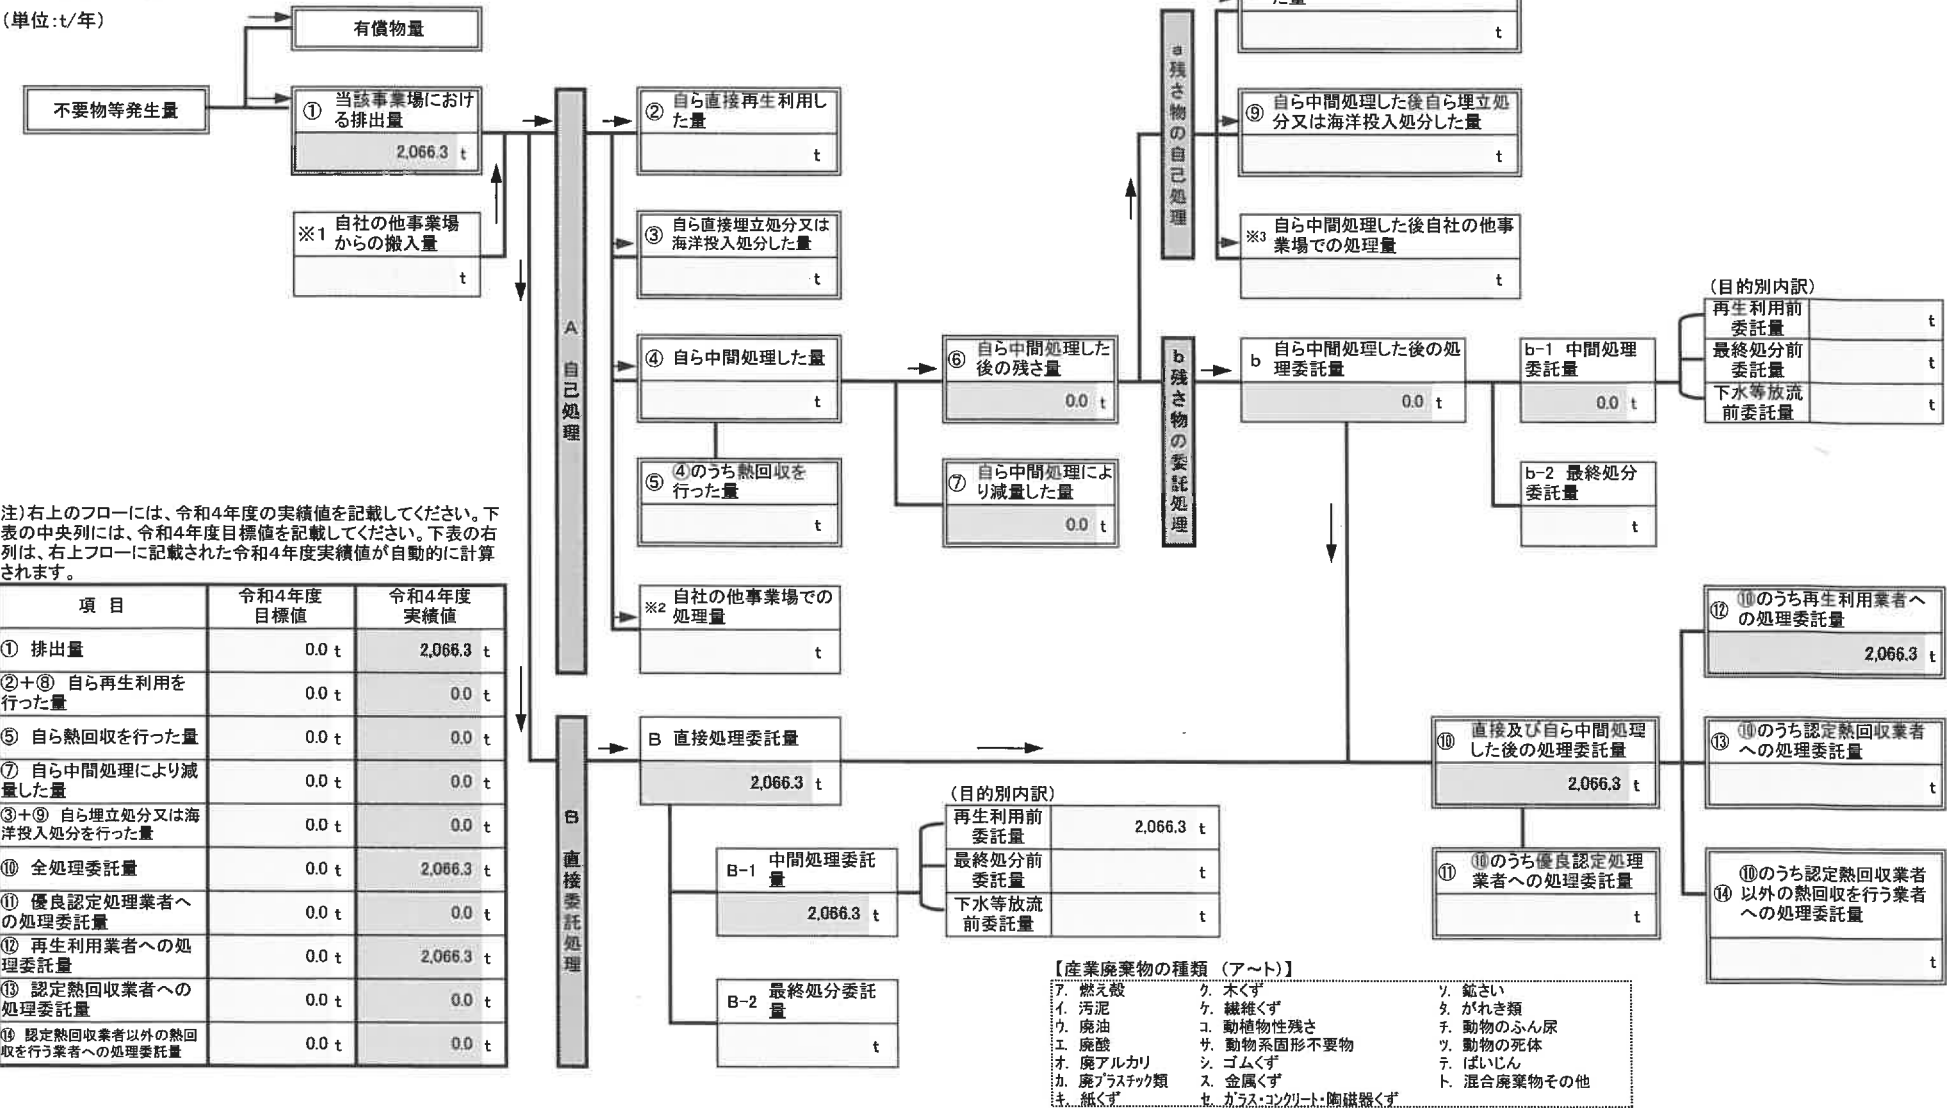 (単位:t/年)
有償物量
不要物等発生量
① 当該事業場におけ
る排出量
2,066.3 t
※1 自社の他事業場
からの搬入量
t
A 自己処理
② 自ら直接再生利用し
た量
t
③ 自ら直接埋立処分又は
海洋投入処分した量
t
④ 自ら中間処理した量
t
⑤ ④のうち熱回収を
行った量
t
※2 自社の他事業場での
処理量
t
⑥ 自ら中間処理した
後の残さ量
0.0 t
⑦ 自ら中間処理によ
り減量した量
0.0 t
a 残さ物の自己処理
た量
t
⑨ 自ら中間処理した後自ら埋立処
分又は海洋投入処分した量
t
※3 自ら中間処理した後自社の他事
業場での処理量
t
b 残さ物の委託処理
b 自ら中間処理した後の処
理委託量
0.0 t
b-1 中間処理
委託量
0.0 t
b-2 最終処分
委託量
t
(目的別内訳)
再生利用前
委託量
t
最終処分前
委託量
t
下水等放流
前委託量
t
注)右上のフローには、令和4年度の実績値を記載してください。下
表の中央列には、令和4年度目標値を記載してください。下表の右
列は、右上フローに記載された令和4年度実績値が自動的に計算
されます。
項 目 令和4年度
目標値 令和4年度
実績値
① 排出量 0.0 t 2,066.3 t
②+⑧ 自ら再生利用を
行った量 0.0 t 0.0 t
⑤ 自ら熱回収を行った量 0.0 t 0.0 t
⑦ 自ら中間処理により減
量した量 0.0 t 0.0 t
③+⑨ 自ら埋立処分又は海
洋投入処分を行った量 0.0 t 0.0 t
⑩ 全処理委託量 0.0 t 2,066.3 t
⑪ 優良認定処理業者へ
の処理委託量 0.0 t 0.0 t
⑫ 再生利用業者への処
理委託量 0.0 t 2,066.3 t
⑬ 認定熱回収業者への
処理委託量 0.0 t 0.0 t
⑭ 認定熱回収業者以外の熱回
収を行う業者への処理委託量 0.0 t 0.0 t
B 直接委託処理
B 直接処理委託量
2,066.3 t
B-1 中間処理委託
量
2,066.3 t
B-2 最終処分委託
量
t
(目的別内訳)
再生利用前
委託量
2,066.3 t
最終処分前
委託量
t
下水等放流
前委託量
t
⑩ 直接及び自ら中間処理
した後の処理委託量
2,066.3 t
⑪ ⑩のうち優良認定処理
業者への処理委託量
t
⑫ ⑩のうち再生利用業者へ
の処理委託量
2,066.3 t
⑬ ⑩のうち認定熱回収業者
への処理委託量
t
⑭ ⑩のうち認定熱回収業者
以外の熱回収を行う業者
への処理委託量
t
【産業廃棄物の種類 (ア~ト)】
ア. 燃え殻
イ. 汚泥
ウ. 廃油
エ. 廃酸
オ. 廃アルカリ
カ. 廃プラスチック類
キ. 紙くず
ク. 木くず
ケ. 繊維くず
コ. 動植物性残さ
サ. 動物系固形不要物
シ. ゴムくず
ス. 金属くず
セ. ガラス・コンクリート・陶磁器くず
ソ. 鉱さい
タ. がれき類
チ. 動物のふん尿
ツ. 動物の死体
テ. ばいじん
ト. 混合廃棄物その他